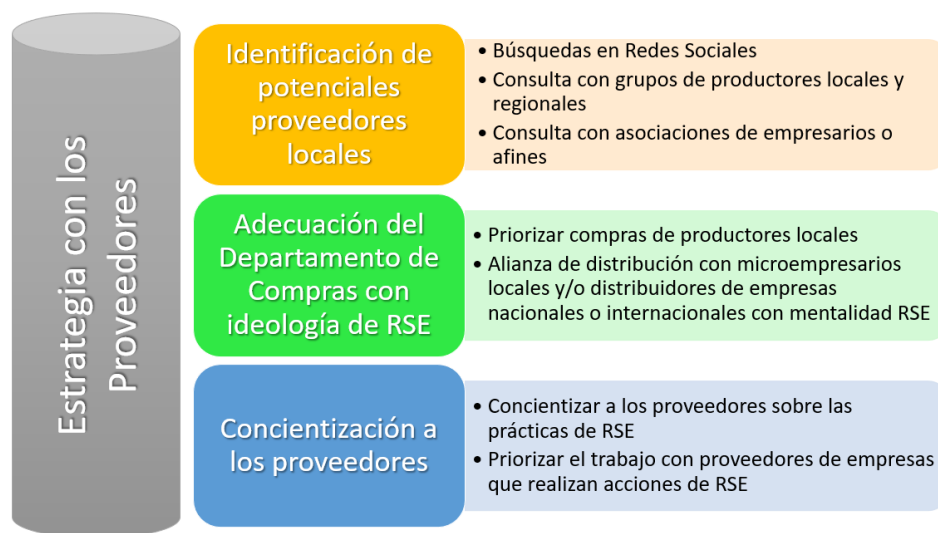 Estrategia con los
Proveedores
Identificación de
potenciales
proveedores
locales
• Búsquedas en Redes Sociales
• Consulta con grupos de productores locales y
regionales
• Consulta con asociaciones de empresarios o
afines
Adecuación del
Departamento de
Compras con
ideología de RSE
• Priorizar compras de productores locales
• Alianza de distribución con microempresarios
locales y/o distribuidores de empresas
nacionales o internacionales con mentalidad RSE
Concientización a
los proveedores
• Concientizar a los proveedores sobre las
prácticas de RSE
• Priorizar el trabajo con proveedores de empresas
que realizan acciones de RSE